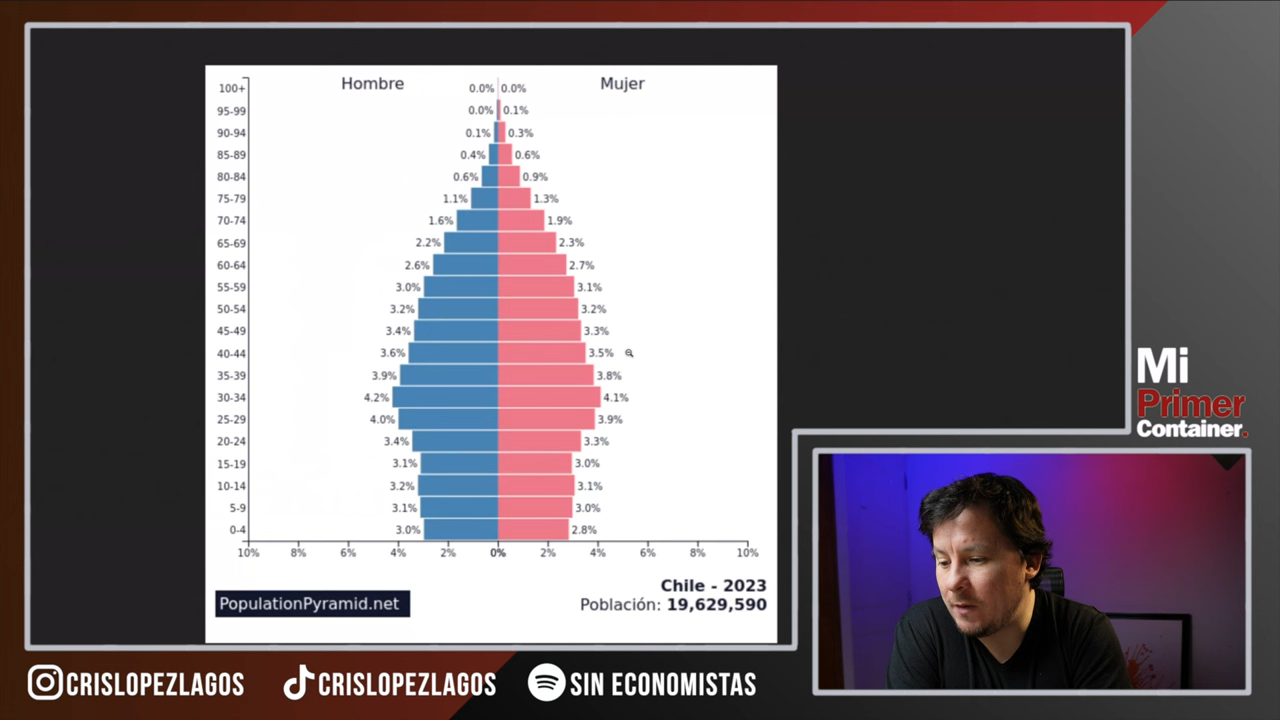 Hombre Mujer
100+ 0.0% 0.0%
95-99 0.0% 0.1%
90-94 0.1% 0.3%
85-89 0.4% 0.6%
80-84 0.6% 0.9%
75-79 1.1% 1.3%
70-74 1.6% 1.9%
65-69 2.2% 2.3%
60-64 2.6% 2.7%
55-59 3.0% 3.1%
50-54 3.2% 3.2%
45-49 3.4% 3.3%
40-44 3.6% 3.5%
35-39 3.9% 3.8%
30-34 4.2% 4.1%
25-29 4.0% 3.9%
20-24 3.4% 3.3%
15-19 3.1% 3.0%
10-14 3.2% 3.1%
5-9 3.1% 3.0%
0-4 3.0% 2.8%
10% 8% 6% 4% 2% 0% 2% 4% 6% 8% 10%
Chile - 2023
PopulationPyramid.net
Población: 19,629,590
Mi
Primer
Container.
CRISLOPEZLAGOS CRISLOPEZLAGOS SIN ECONOMISTAS